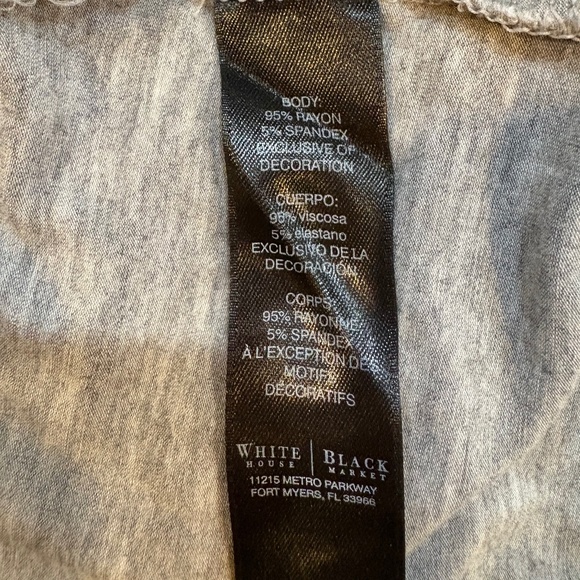 BODY:
95% RAYON
5% SPANDEX
EXCLUSIVE OF
DECORATION
CUERPO:
95% viscosa
5% elastano
EXCLUSITO DE LA
DECORACIÓN
CORPS:
95% RAYONNE
5% SPANDEX
À L'EXCEPTION DES
MOTIFS
DÉCORATIFS
WHITE HOUSE | BLACK MARKET
11215 METRO PARKWAY
FORT MYERS, FL 33966